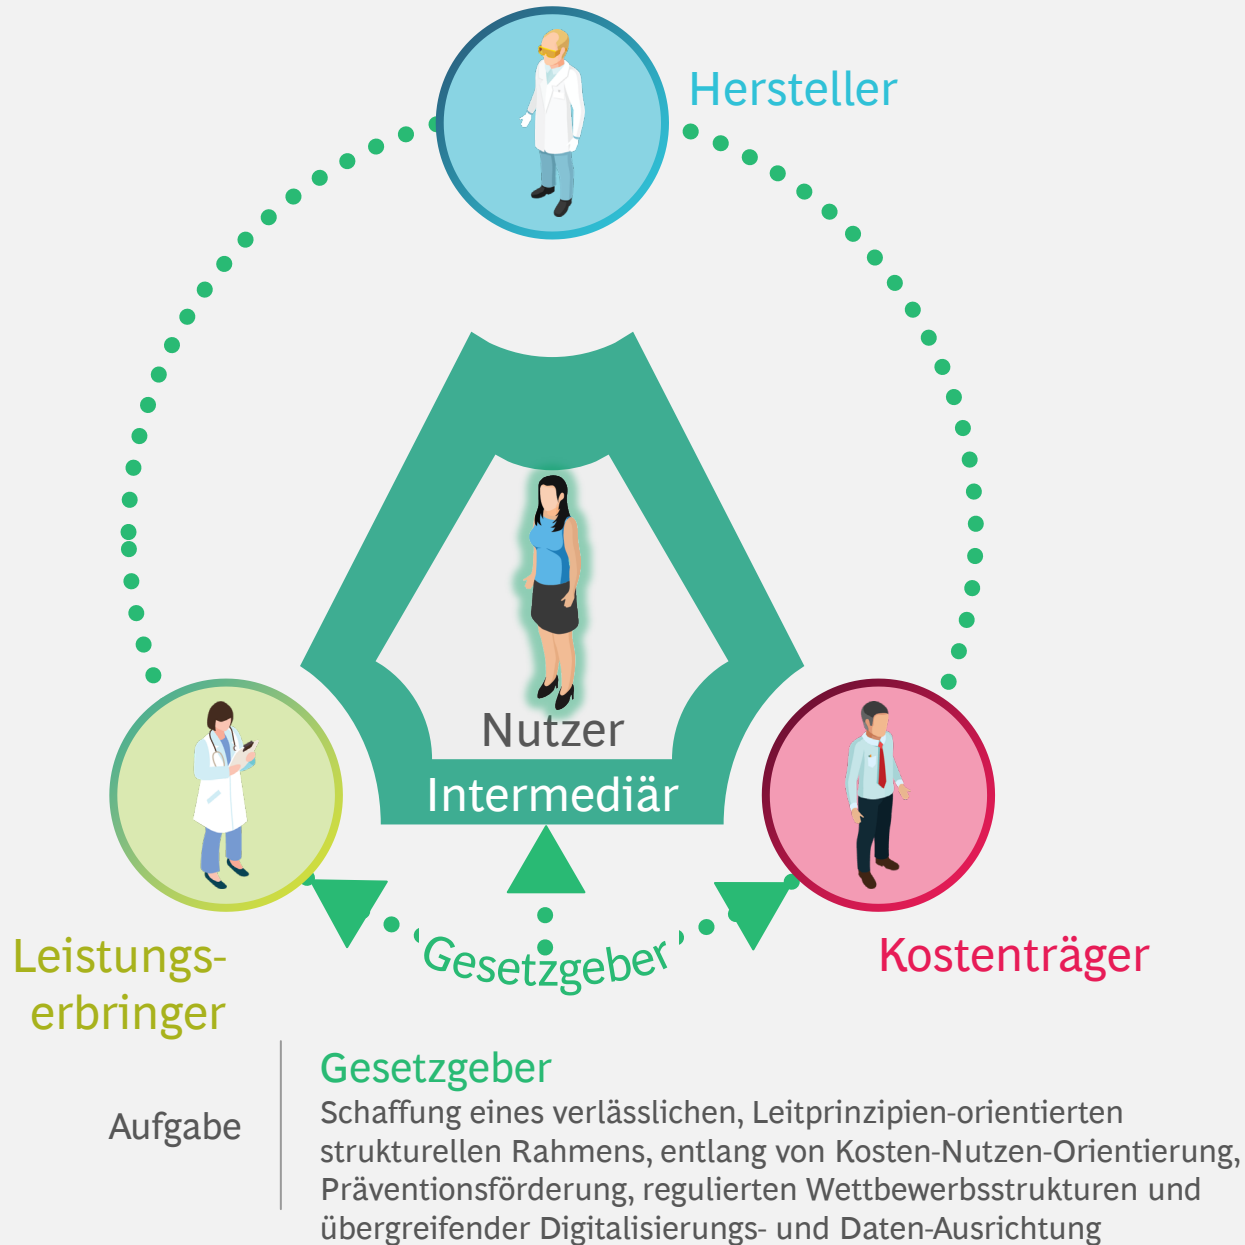 Hersteller
Nutzer
Intermediär
Gesetzgeber
Leistungs-
erbringer
Kostenträger
Gesetzgeber
Aufgabe
Schaffung eines verlässlichen, Leitprinzipien-orientierten
strukturellen Rahmens, entlang von Kosten-Nutzen-Orientierung,
Präventionsförderung, regulierten Wettbewerbsstrukturen und
übergreifender Digitalisierungs- und Daten-Ausrichtung